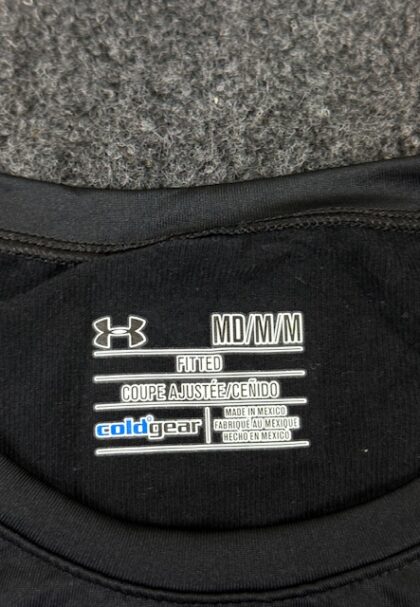 MD/M/M
FITTED
COUPE AJUSTÉE/CEÑIDO
coldgear
MADE IN MEXICO
FABRIQUÉ AU MEXIQUE
HECHO EN MEXICO